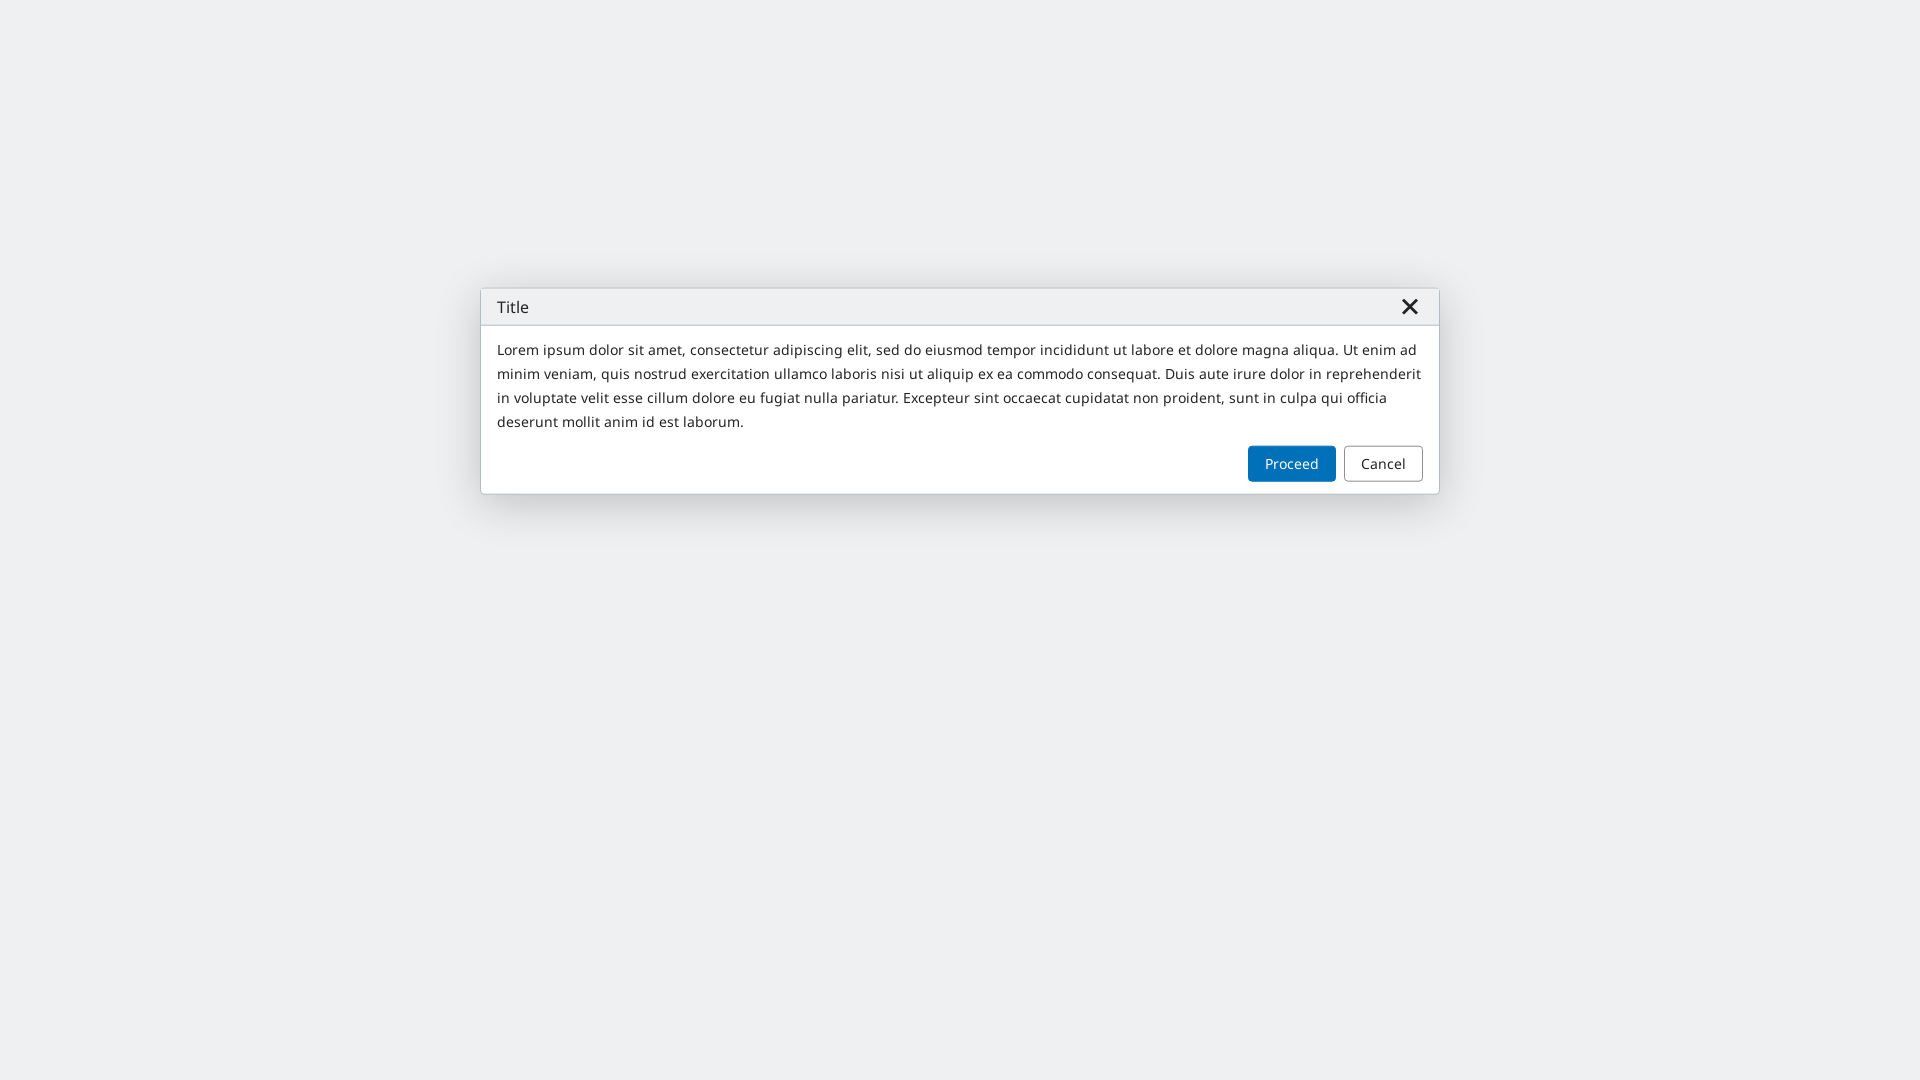 Title
Lorem ipsum dolor sit amet, consectetur adipiscing elit, sed do eiusmod tempor incididunt ut labore et dolore magna aliqua. Ut enim ad
minim veniam, quis nostrud exercitation ullamco laboris nisi ut aliquip ex ea commodo consequat. Duis aute irure dolor in reprehenderit
in voluptate velit esse cillum dolore eu fugiat nulla pariatur. Excepteur sint occaecat cupidatat non proident, sunt in culpa qui officia
deserunt mollit anim id est laborum.
Proceed Cancel